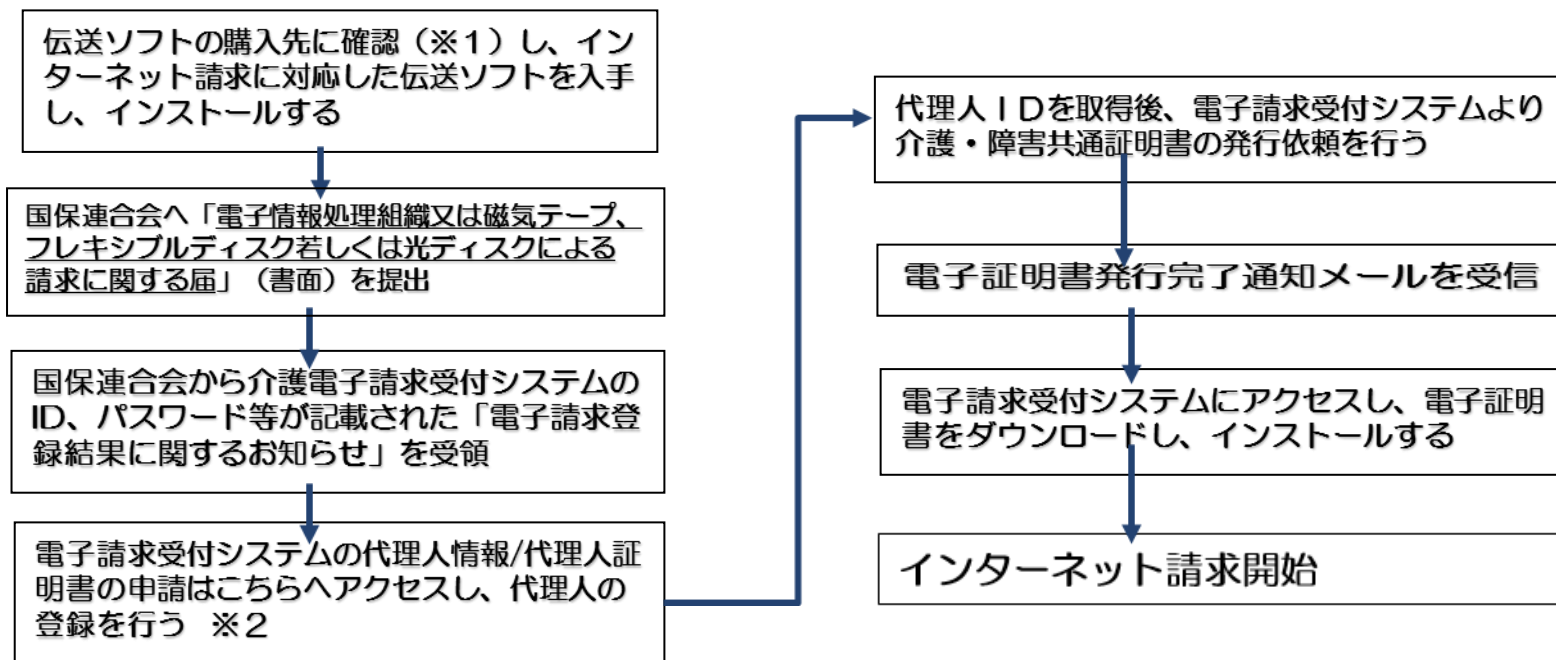 伝送ソフトの購入先に確認（※１）し、イン
ターネット請求に対応した伝送ソフトを入手
し、インストールする
国保連合会へ「電子情報処理組織又は磁気テープ、
フレキシブルディスク若しくは光ディスクによる
請求に関する届」（書面）を提出
国保連合会から介護電子請求受付システムの
ID、パスワード等が記載された「電子請求登
録結果に関するお知らせ」を受領
電子請求受付システムの代理人情報/代理人証
明書の申請はこちらへアクセスし、代理人の
登録を行う ※２
代理人ＩＤを取得後、電子請求受付システムより
介護・障害共通証明書の発行依頼を行う
電子証明書発行完了通知メールを受信
電子請求受付システムにアクセスし、電子証明
書をダウンロードし、インストールする
インターネット請求開始